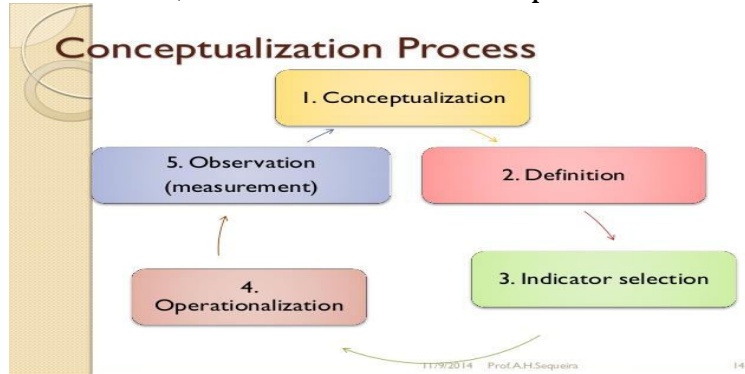 Conceptualization Process
1. Conceptualization
2. Definition
3. Indicator selection
4.
Operationalization
5. Observation
(measurement)
11/9/2014 Prof.A.H.Sequeira 14